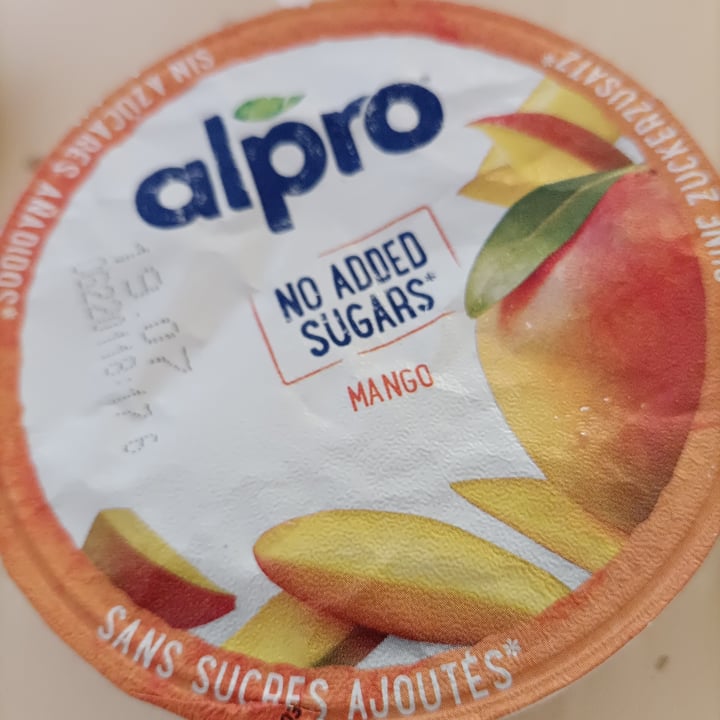 alpro
NO ADDED
SUGARS*
MANGO
SIN AZÚCARES AÑADIDOS*
OHNE ZUCKERZUSATZ*
SANS SUCRES AJOUTÉS*
19.07